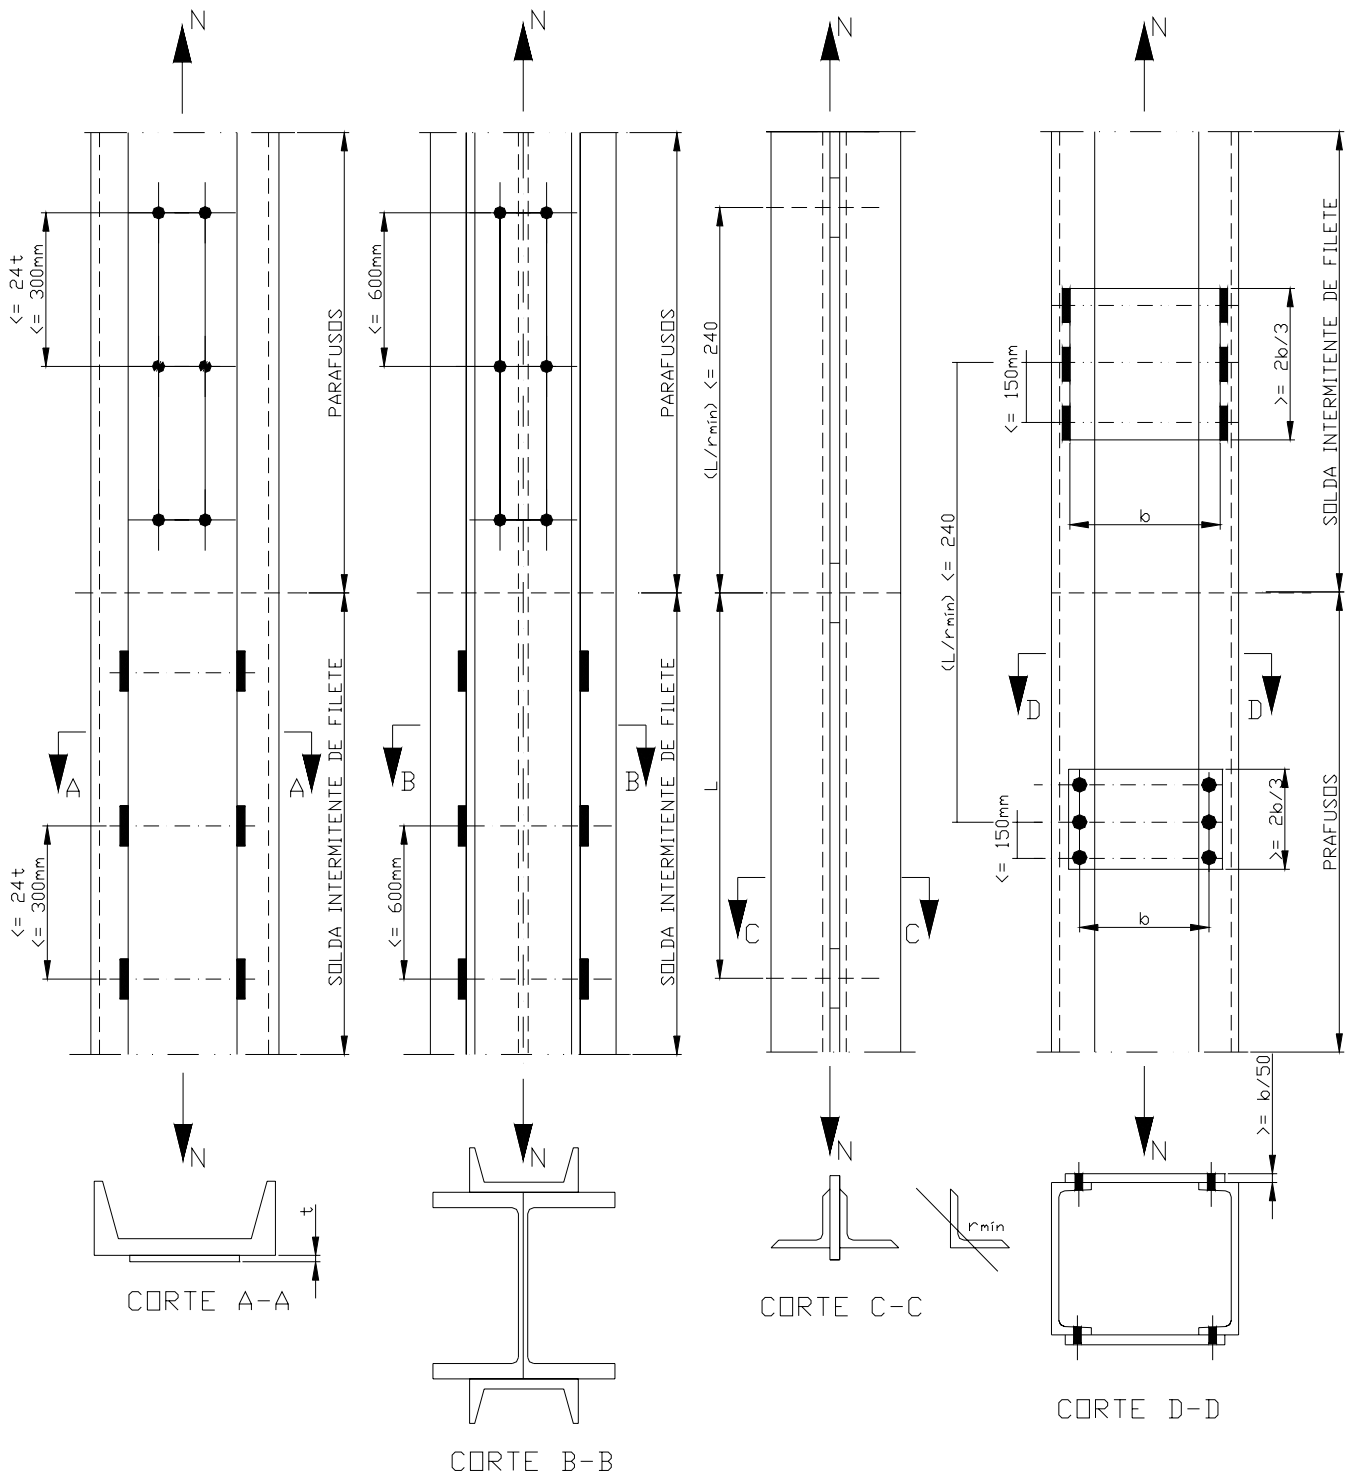 N
N
N
N
<= 24t
<= 300mm
PARAFUSOS
<= 600mm
PARAFUSOS
(L/rmín) <= 240
<= 150mm
>= 2b/3
b
SOLDA INTERMITENTE DE FILETE
(L/rmín) <= 240
A
A
<= 24t
<= 300mm
SOLDA INTERMITENTE DE FILETE
B
B
<= 600mm
SOLDA INTERMITENTE DE FILETE
L
C
C
D
D
<= 150mm
>= 2b/3
b
PRAFUSOS
>= b/50
N
N
N
N
t
rmín
CORTE A-A
CORTE B-B
CORTE C-C
CORTE D-D